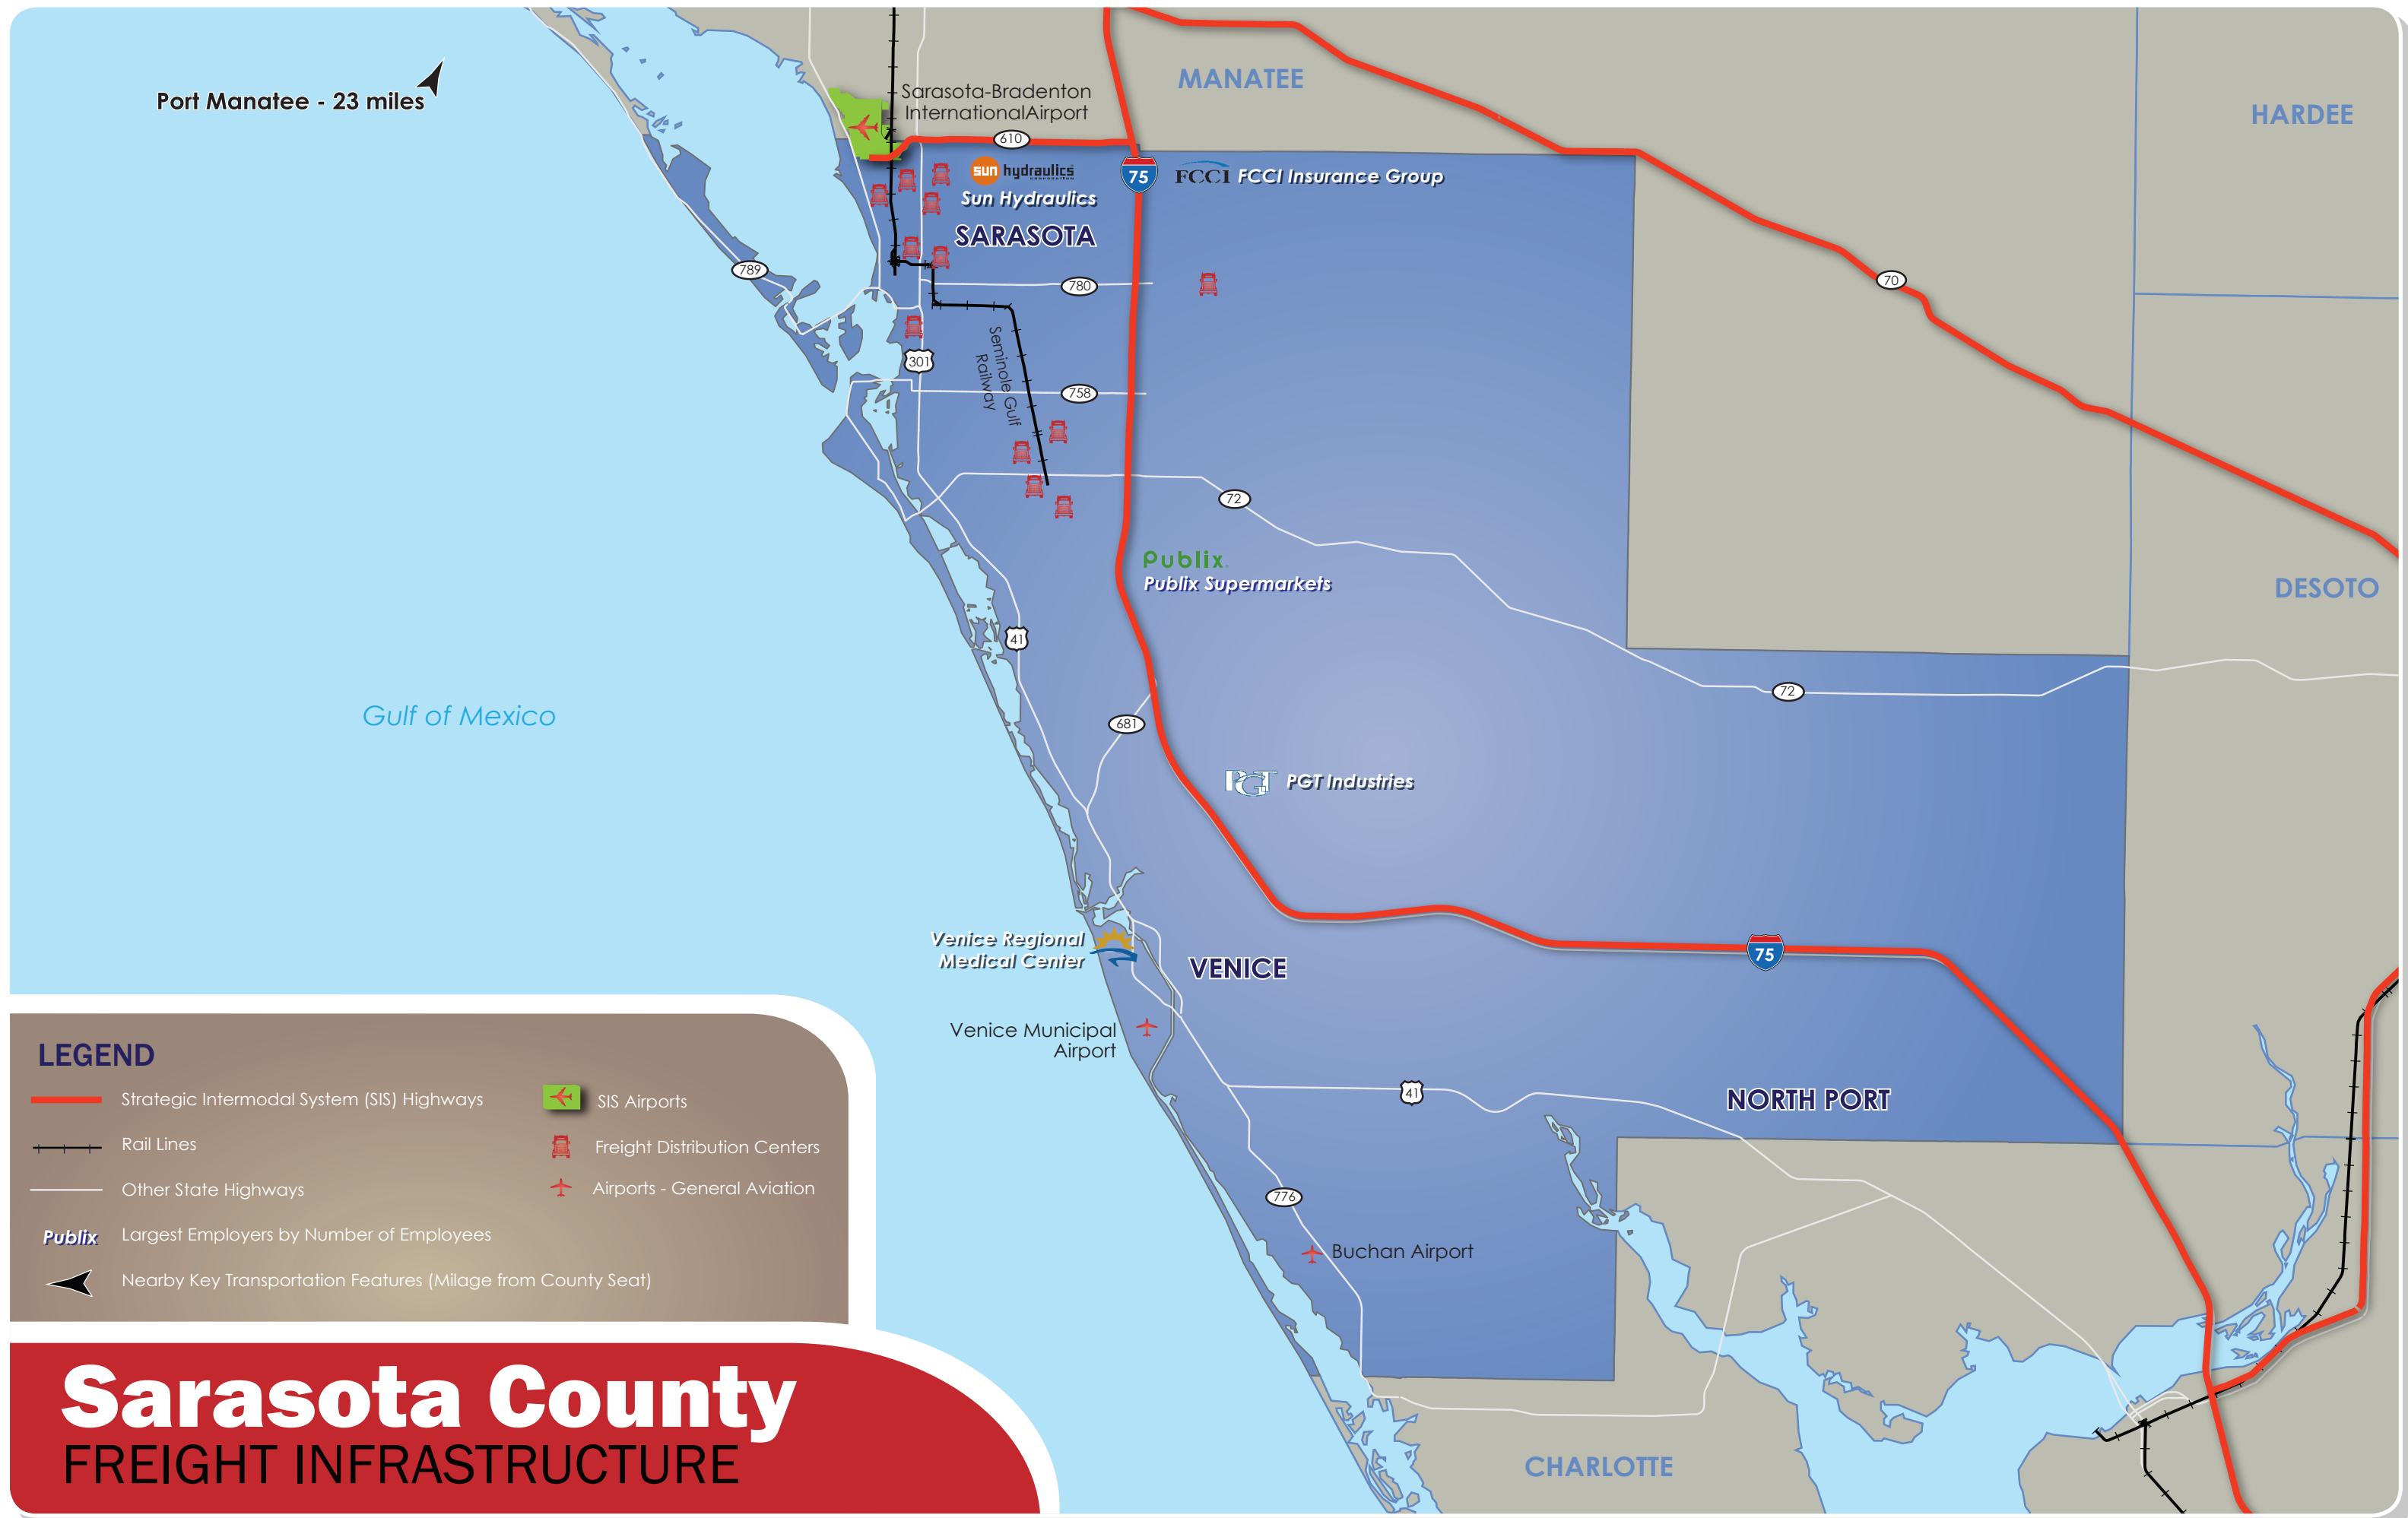 Port Manatee - 23 miles
Sarasota-Bradenton
InternationalAirport
MANATEE
HARDEE
610
sun hydraulics
Sun Hydraulics
75
FCCI FCCI Insurance Group
SARASOTA
789
780
70
301
Seminole Gulf
Railway
758
72
Publix
Publix Supermarkets
DESOTO
41
72
Gulf of Mexico
681
PGT PGT Industries
Venice Regional
Medical Center
VENICE
75
Venice Municipal
Airport
41
NORTH PORT
776
Buchan Airport
CHARLOTTE
LEGEND
Strategic Intermodal System (SIS) Highways
Rail Lines
Other State Highways
Publix Largest Employers by Number of Employees
Nearby Key Transportation Features (Milage from County Seat)
SIS Airports
Freight Distribution Centers
Airports - General Aviation
Sarasota County
FREIGHT INFRASTRUCTURE